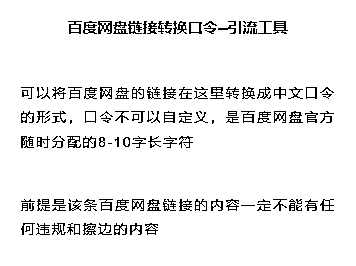 百度网盘链接转换口令—引流工具
可以将百度网盘的链接在这里转换成中文口令
的形式，口令不可以自定义，是百度网盘官方
随时分配的8-10字长字符
前提是该条百度网盘链接的内容一定不能有任
何违规和擦边的内容